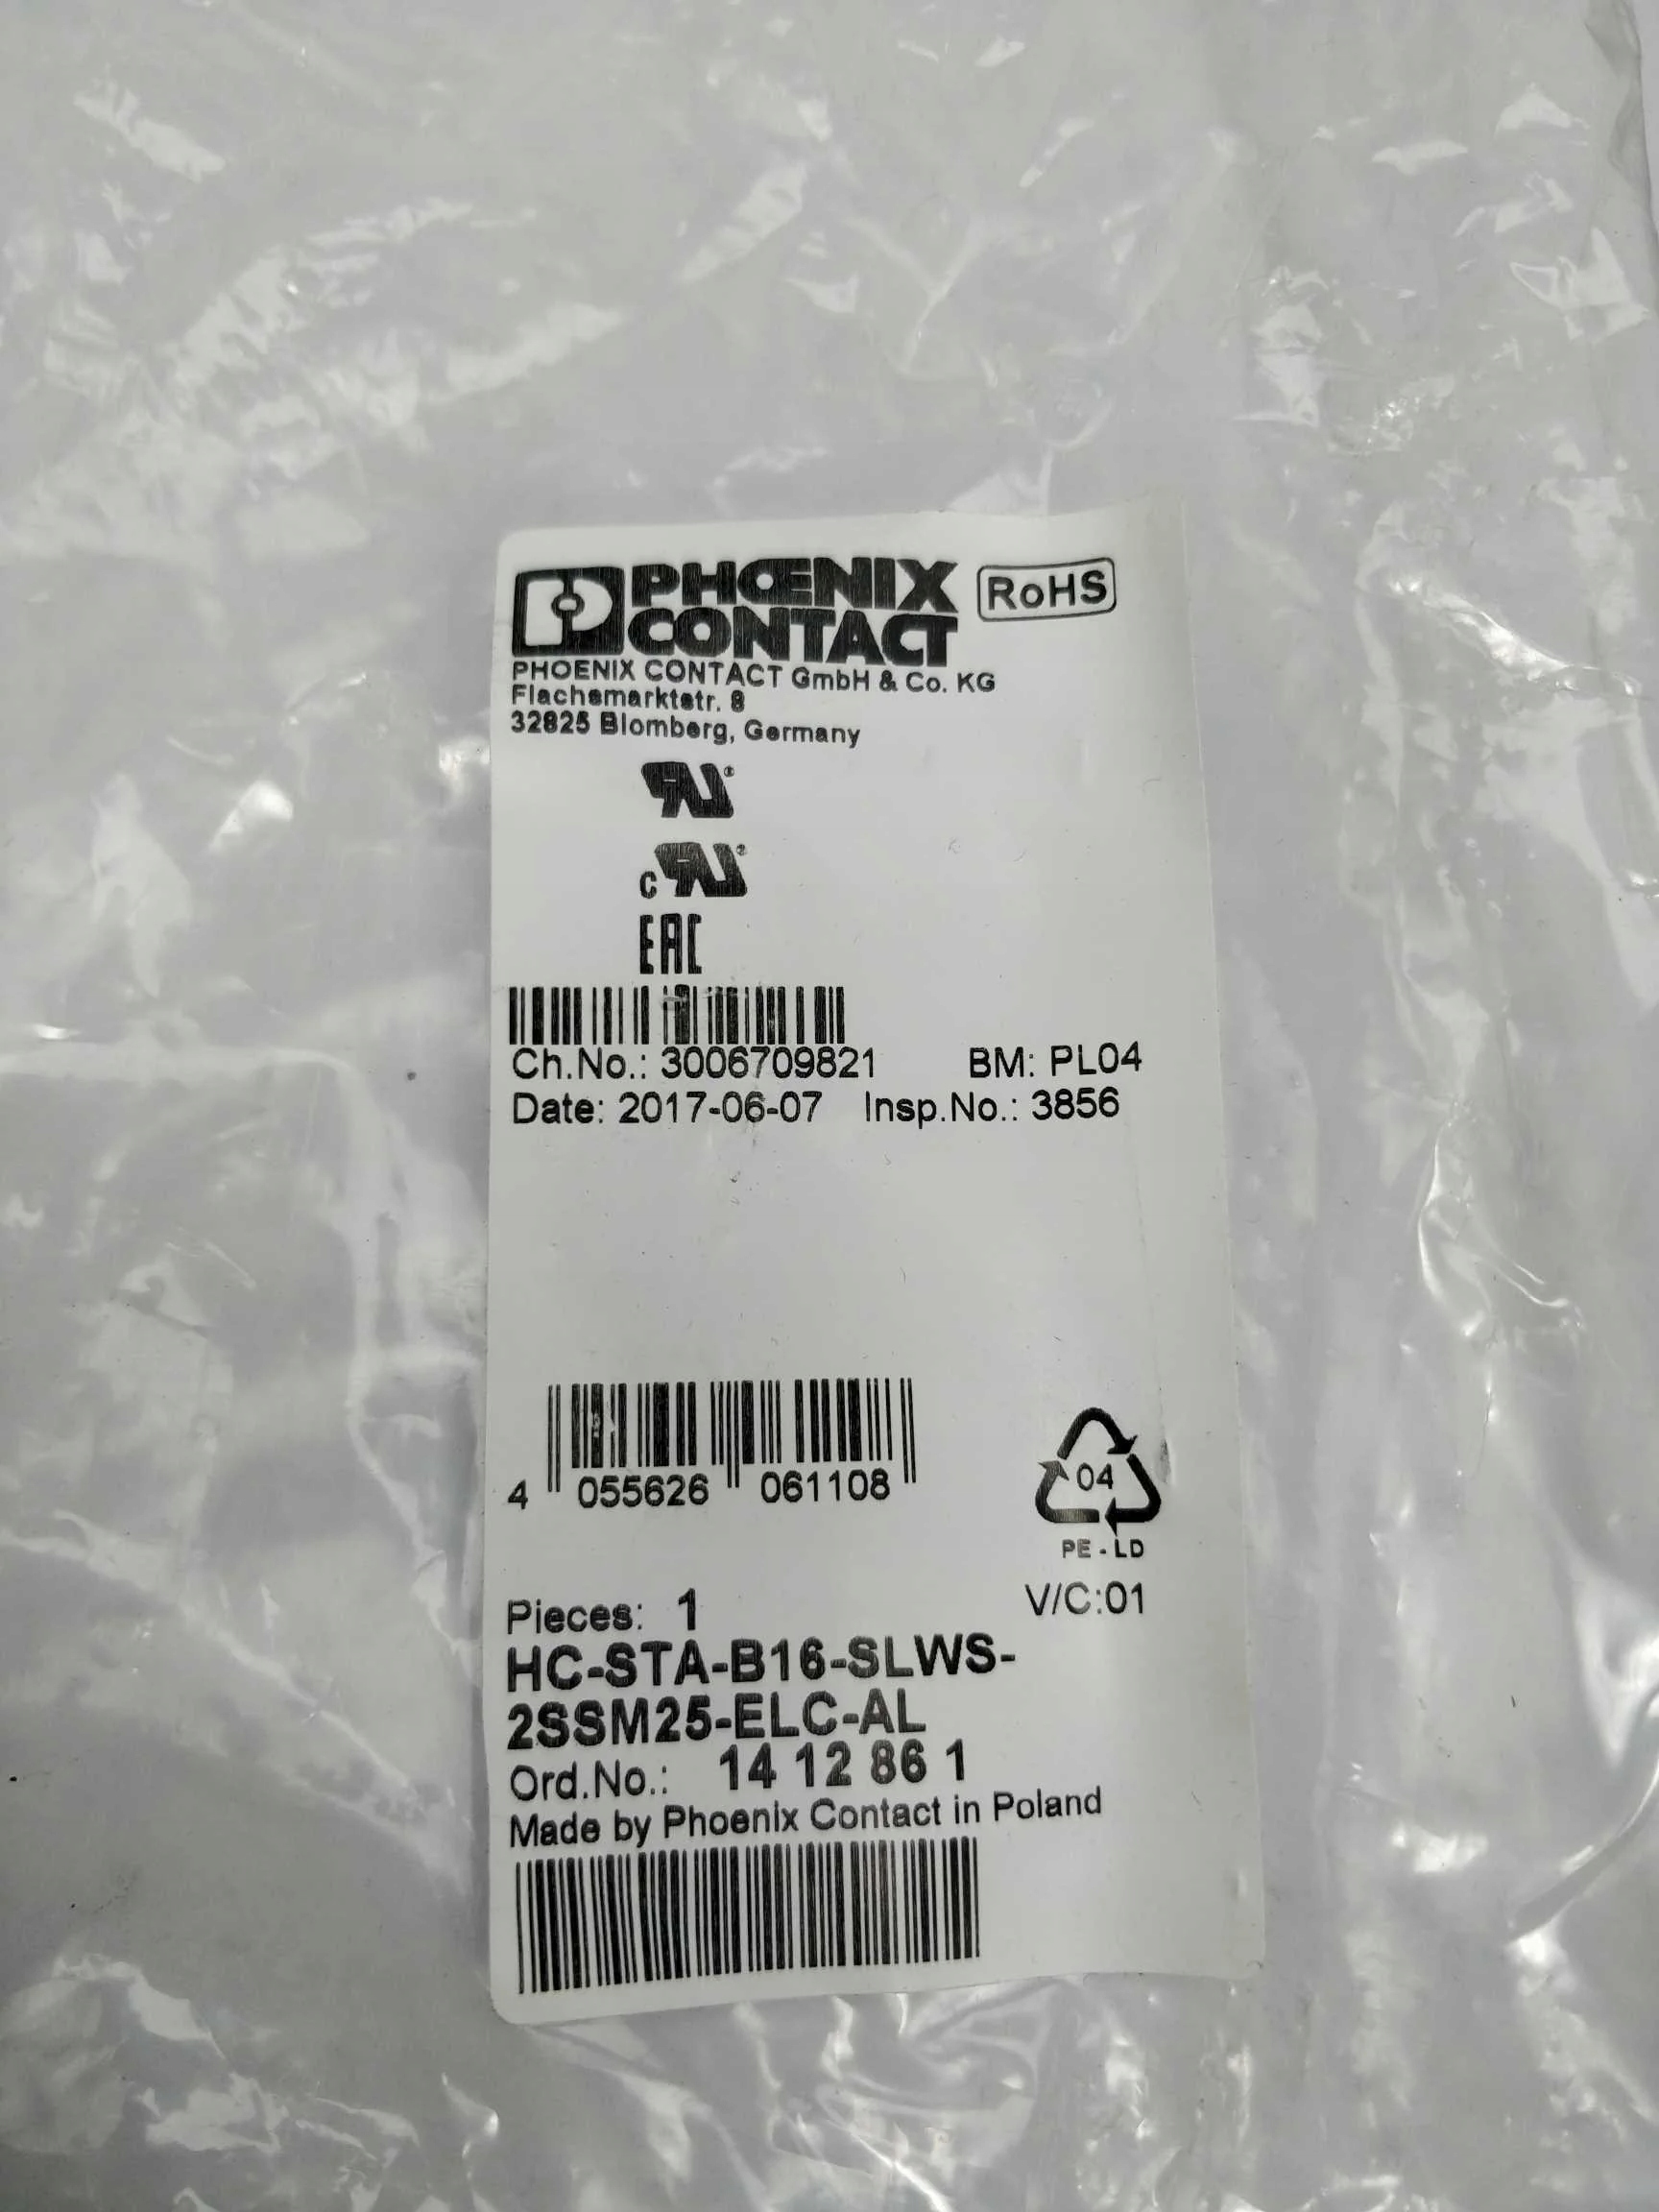 PHŒNIX
CONTACT
RoHS
PHOENIX CONTACT GmbH & Co. KG
Flachsmarktstr. 8
32825 Blomberg, Germany
c
EAC
Ch.No.: 3006709821 BM: PL04
Date: 2017-06-07 Insp.No.: 3856
4 055626 061108
04
PE-LD
Pieces: 1 V/C:01
HC-STA-B16-SLWS-
2SSM25-ELC-AL
Ord.No.: 14 12 86 1
Made by Phoenix Contact in Poland